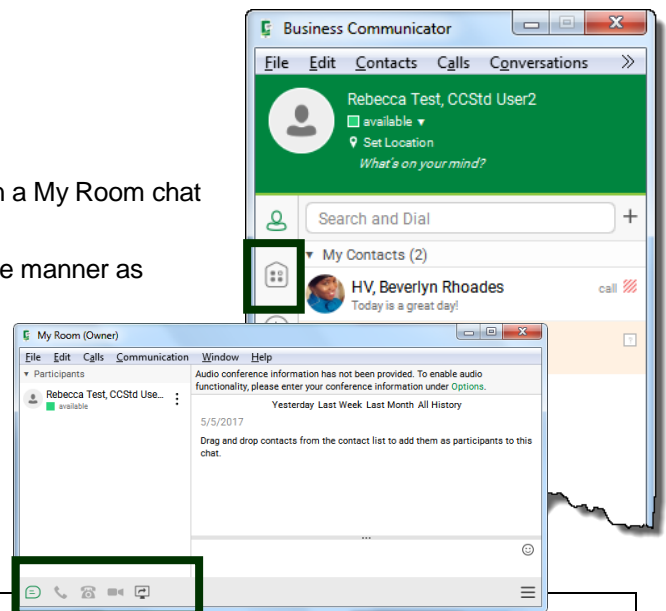 Business Communicator
File Edit Contacts Calls Conversations
Rebecca Test, CCStd User2
available
Set Location
What's on your mind?
a My Room chat
Search and Dial
My Contacts (2)
e manner as
HV, Beverlyn Rhoades
call
Today is a great day!
My Room (Owner)
File Edit Calls Communication Window Help
Participants
Rebecca Test, CCStd Use...
available
Audio conference information has not been provided. To enable audio
functionality, please enter your conference information under Options.
Yesterday Last Week Last Month All History
5/5/2017
Drag and drop contacts from the contact list to add them as participants to this
chat.